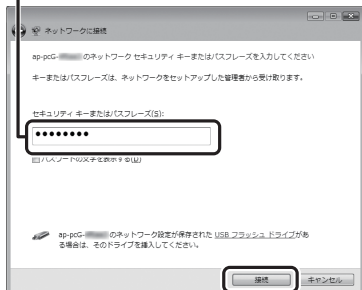 ネットワークに接続
ap-pcG- のネットワーク セキュリティ キーまたはパスフレーズを入力してください
キーまたはパスフレーズは、ネットワークをセットアップした管理者から受け取ります。
セキュリティ キーまたはパスフレーズ(S):
●●●●●●●●
パスワードの文字を表示する(D)
ap-pcG- のネットワーク設定が保存された USB フラッシュ ドライブがあ
る場合は、そのドライブを挿入してください。
接続 キャンセル